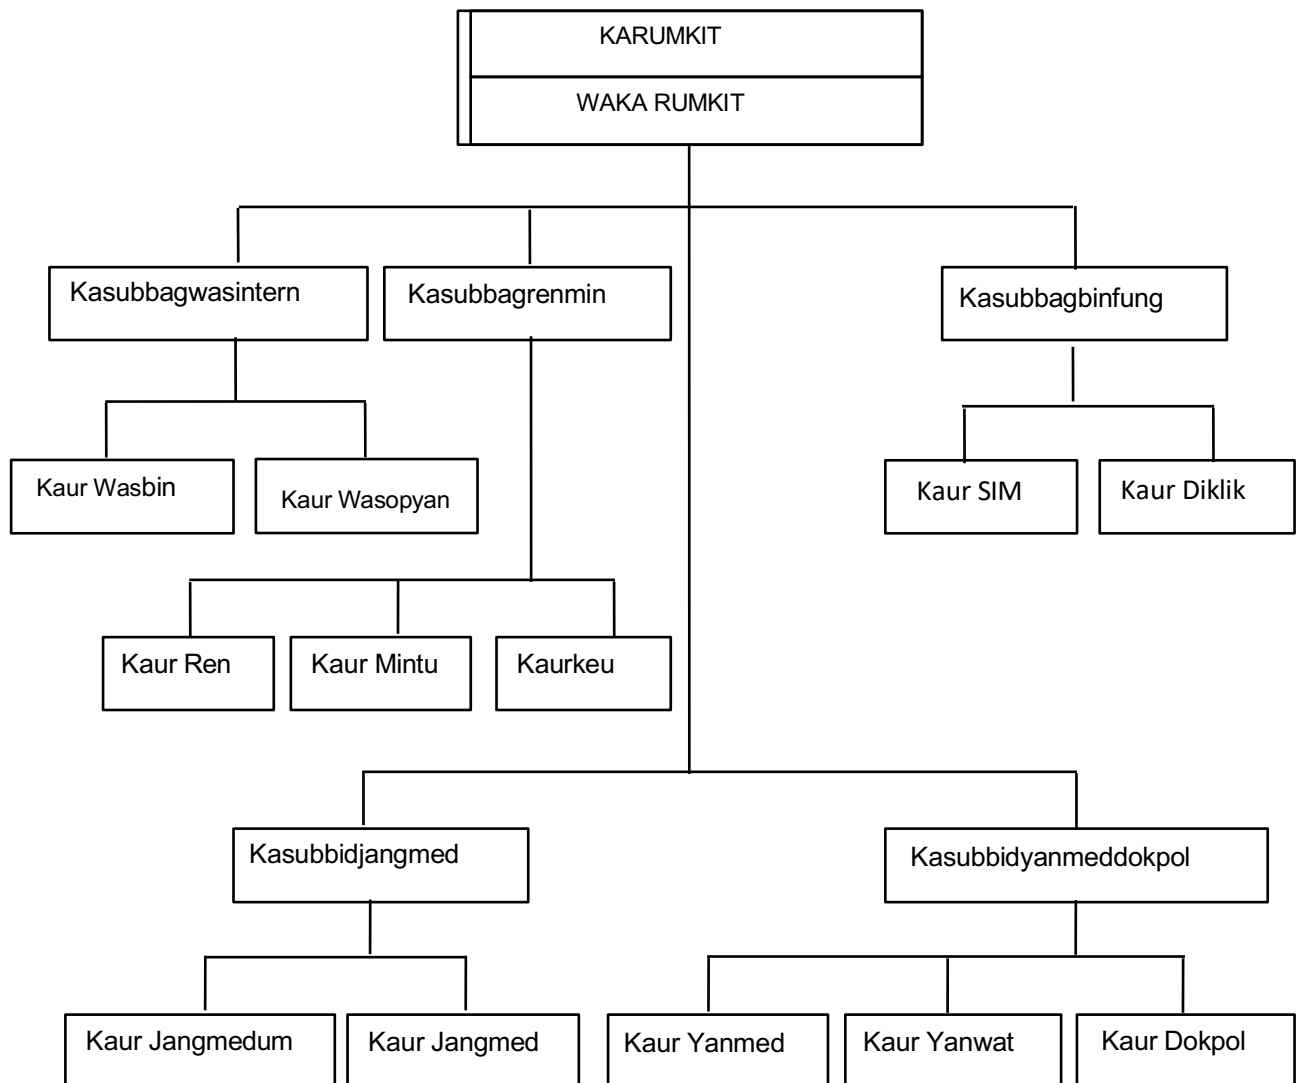 KARUMKIT
WAKA RUMKIT
Kasubbagwasintern
Kasubbagrenmin
Kasubbagbinfung
Kaur Wasbin
Kaur Wasopyan
Kaur SIM
Kaur Diklik
Kaur Ren
Kaur Mintu
Kaurkeu
Kasubbidjangmed
Kasubbidyanmeddokpol
Kaur Jangmedum
Kaur Jangmed
Kaur Yanmed
Kaur Yanwat
Kaur Dokpol